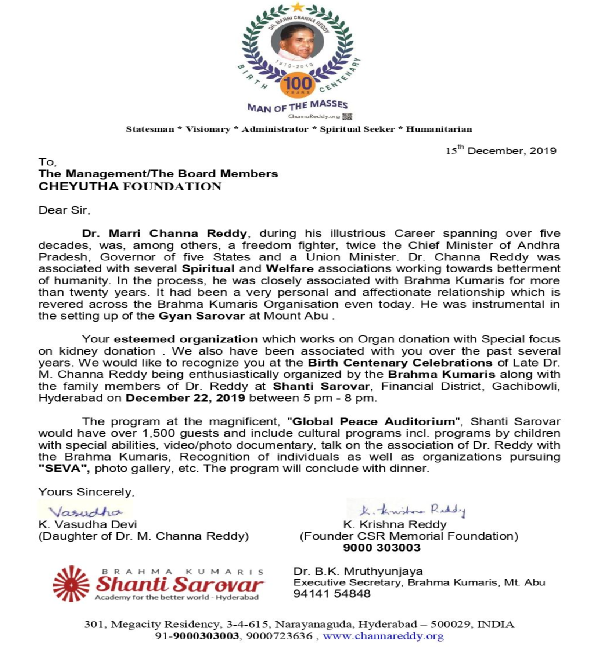 DR. MARRI CHANNA REDDY
1919-2019
BIRTH CENTENARY
100
YEARS
MAN OF THE MASSES
ChannaReddy.org
Statesman * Visionary * Administrator * Spiritual Seeker * Humanitarian
15th December, 2019
To,
The Management/The Board Members
CHEYUTHA FOUNDATION
Dear Sir,
Dr. Marri Channa Reddy, during his illustrious Career spanning over five
decades, was, among others, a freedom fighter, twice the Chief Minister of Andhra
Pradesh, Governor of five States and a Union Minister. Dr. Channa Reddy was
associated with several Spiritual and Welfare associations working towards betterment
of humanity. In the process, he was closely associated with Brahma Kumaris for more
than twenty years. It had been a very personal and affectionate relationship which is
revered across the Brahma Kumaris Organisation even today. He was instrumental
in the setting up of the Gyan Sarovar at Mount Abu .
Your esteemed organization which works on Organ donation with Special focus
on kidney donation . We also have been associated with you over the past several
years. We would like to recognize you at the Birth Centenary Celebrations of Late Dr.
M. Channa Reddy being enthusiastically organized by the Brahma Kumaris along with
the family members of Dr. Reddy at Shanti Sarovar, Financial District, Gachibowli,
Hyderabad on December 22, 2019 between 5 pm - 8 pm.
The program at the magnificent, "Global Peace Auditorium", Shanti Sarovar
would have over 1,500 guests and include cultural programs incl. programs by children
with special abilities, video/photo documentary, talk on the association of Dr. Reddy with
the Brahma Kumaris, Recognition of individuals as well as organizations pursuing
"SEVA", photo gallery, etc. The program will conclude with dinner.
Yours Sincerely,
Vasudha
K. Krishna Reddy
K. Vasudha Devi
K. Krishna Reddy
(Daughter of Dr. M. Channa Reddy)
(Founder CSR Memorial Foundation)
9000 303003
BRAHMA KUMARIS
Shanti Sarovar
Academy for the better world - Hyderabad
Dr. B.K. Mruthyunjaya
Executive Secretary, Brahma Kumaris, Mt. Abu
94141 54848
301, Megacity Residency, 3-4-615, Narayanaguda, Hyderabad – 500029, INDIA
91-9000303003, 9000723636 , www.channareddy.org